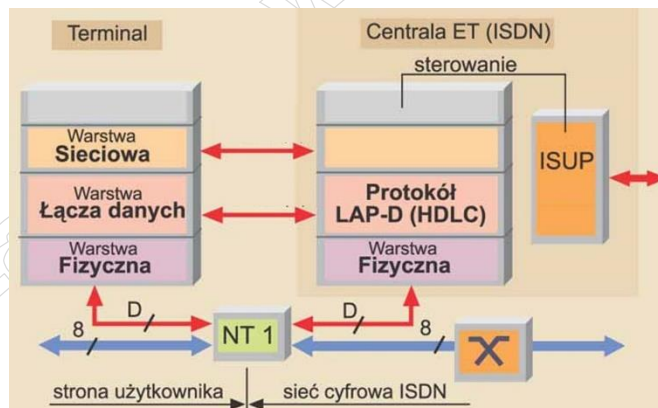 Terminal
Centrala ET (ISDN)
sterowanie
Warstwa
Sieciowa
ISUP
Warstwa
Łącza danych
Protokół
LAP-D (HDLC)
Warstwa
Fizyczna
Warstwa
Fizyczna
D
D
8
NT 1
8
strona użytkownika
sieć cyfrowa ISDN